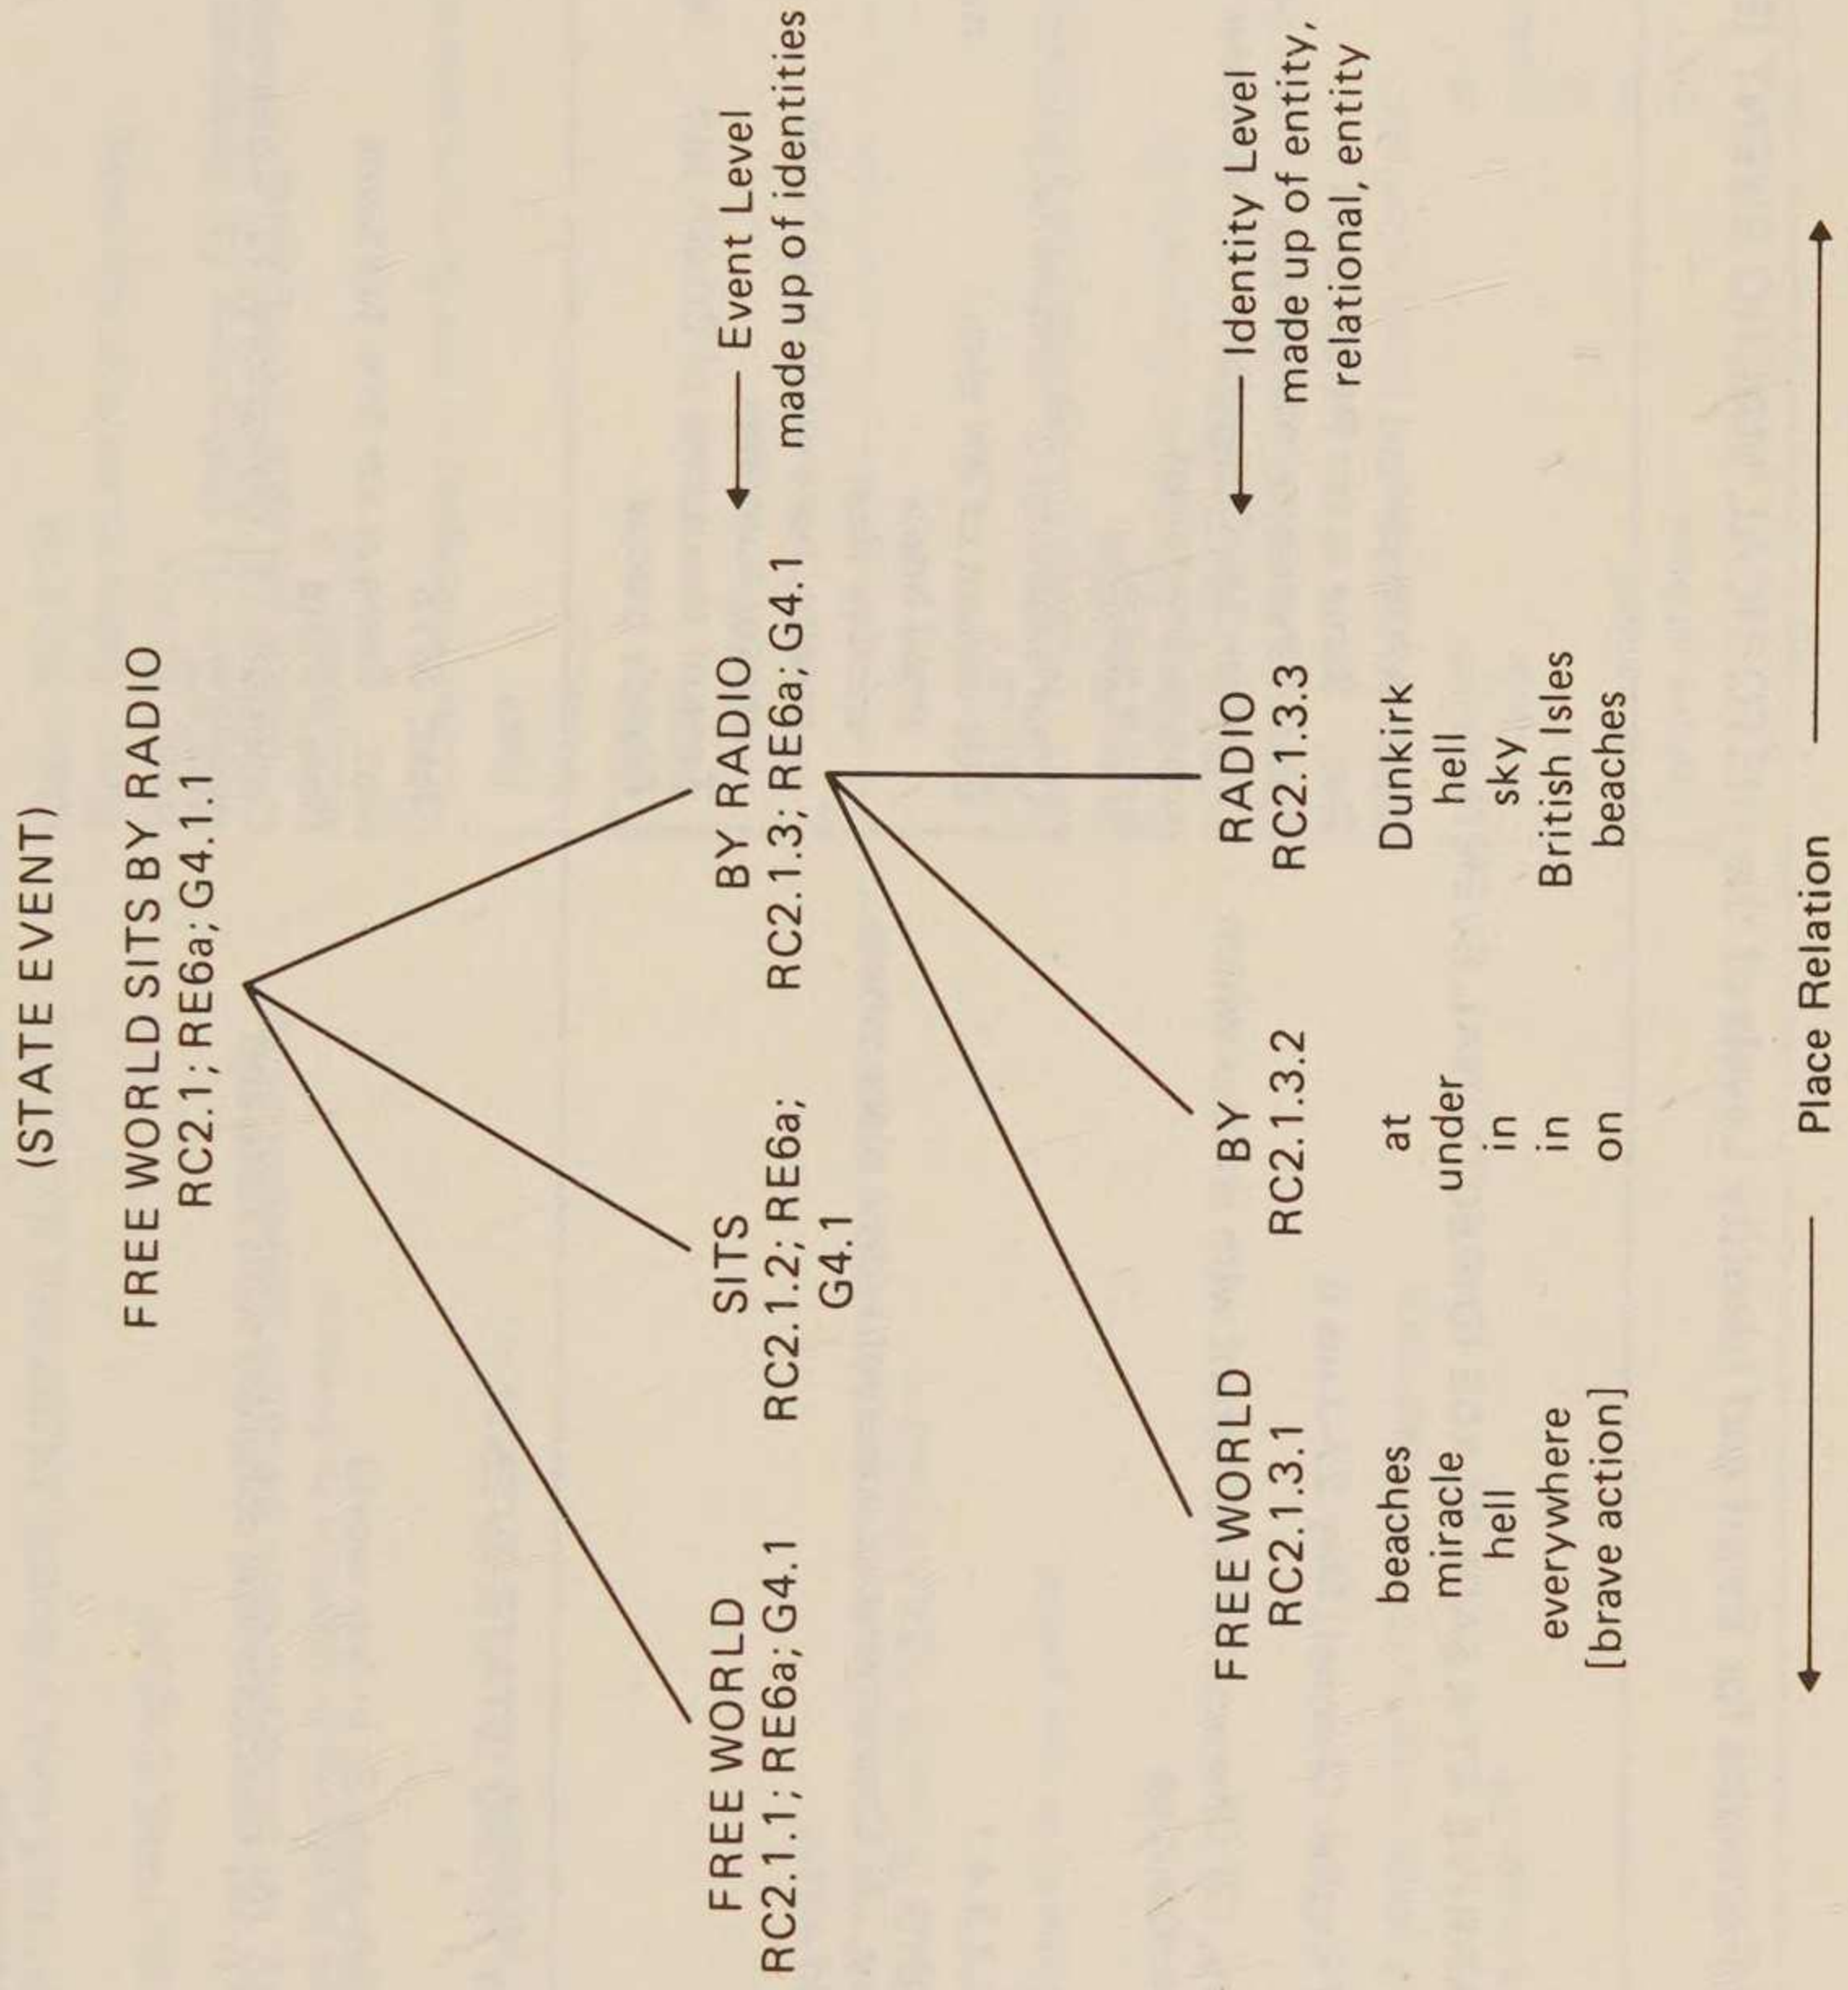 (STATE EVENT)
FREE WORLD SITS BY RADIO
RC2.1; RE6a; G4.1.1
FREE WORLD
RC2.1.1; RE6a; G4.1
SITS
RC2.1.2; RE6a;
G4.1
BY RADIO
RC2.1.3; RE6a; G4.1
Event Level
made up of identities
FREE WORLD
RC2.1.3.1
BY
RC2.1.3.2
RADIO
RC2.1.3.3
Identity Level
made up of entity,
relational, entity
beaches at Dunkirk
miracle under hell
hell in sky
everywhere in British Isles
[brave action] on beaches
Place Relation